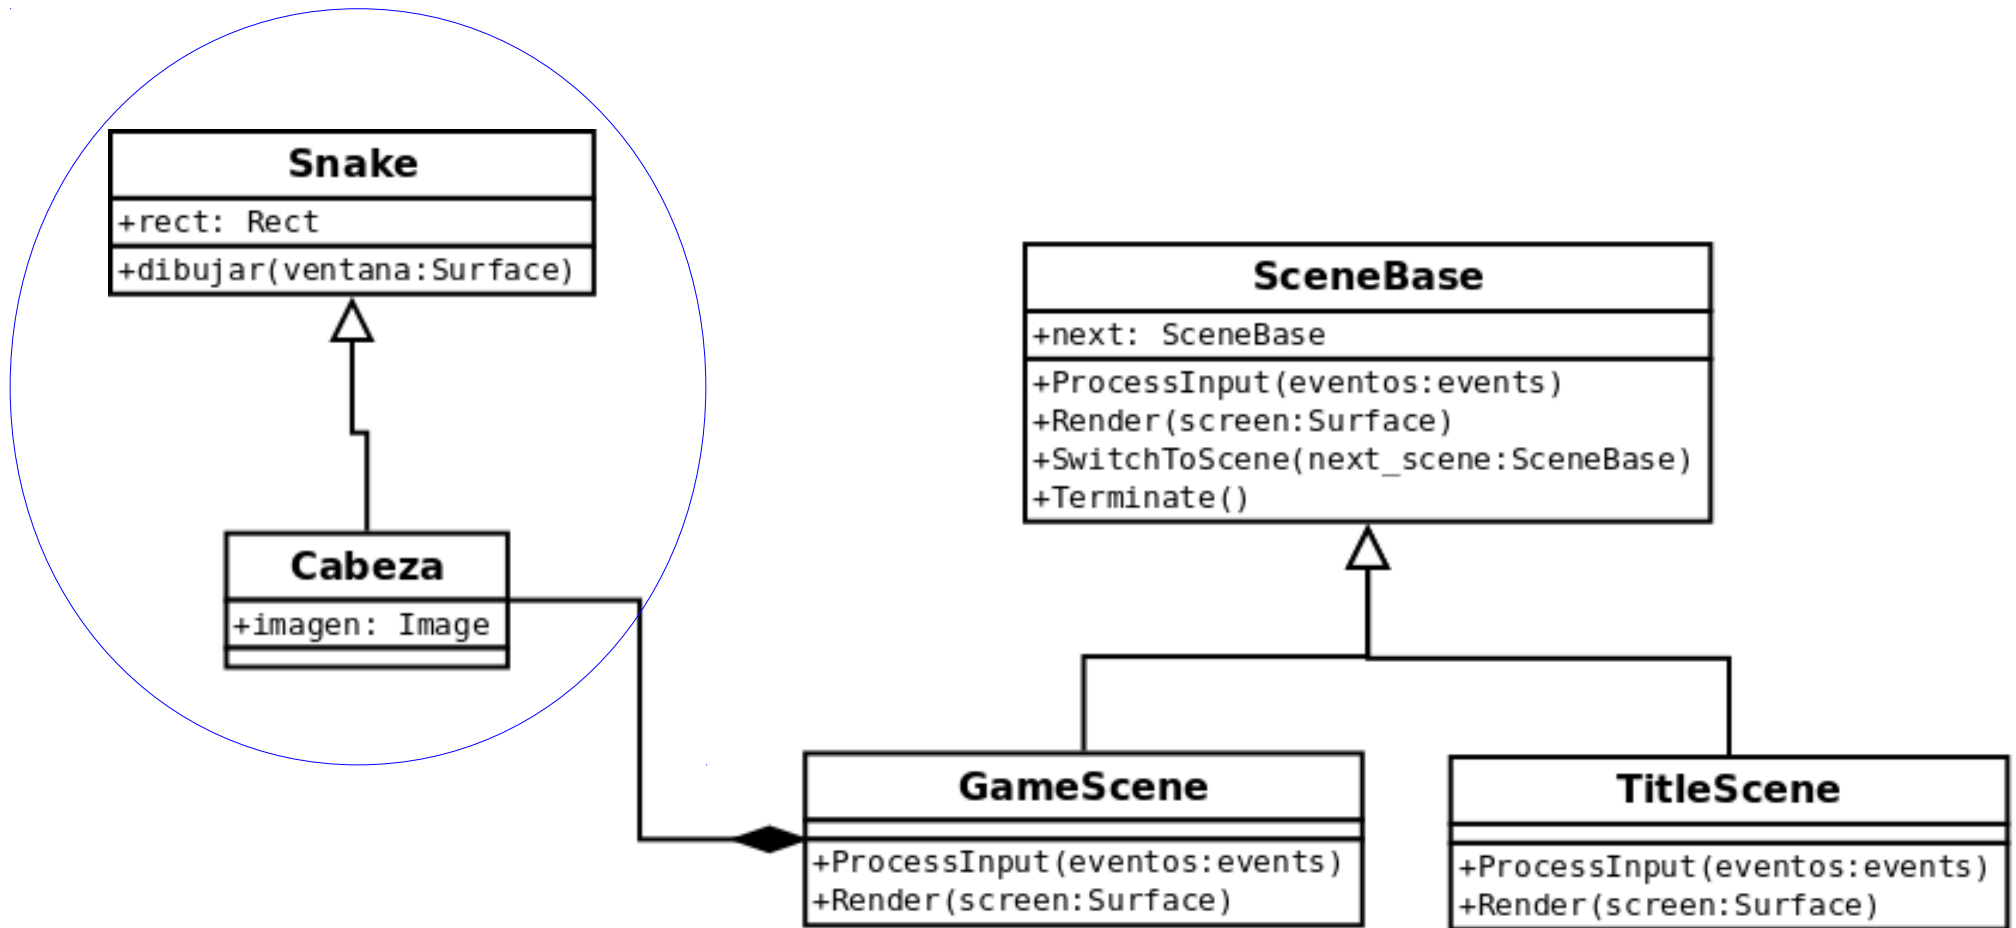 Snake
+rect: Rect
+dibujar(ventana:Surface)
SceneBase
+next: SceneBase
+ProcessInput(eventos:events)
+Render(screen:Surface)
+SwitchToScene(next_scene:SceneBase)
+Terminate()
Cabeza
+imagen: Image
GameScene
+ProcessInput(eventos:events)
+Render(screen:Surface)
TitleScene
+ProcessInput(eventos:events)
+Render(screen:Surface)